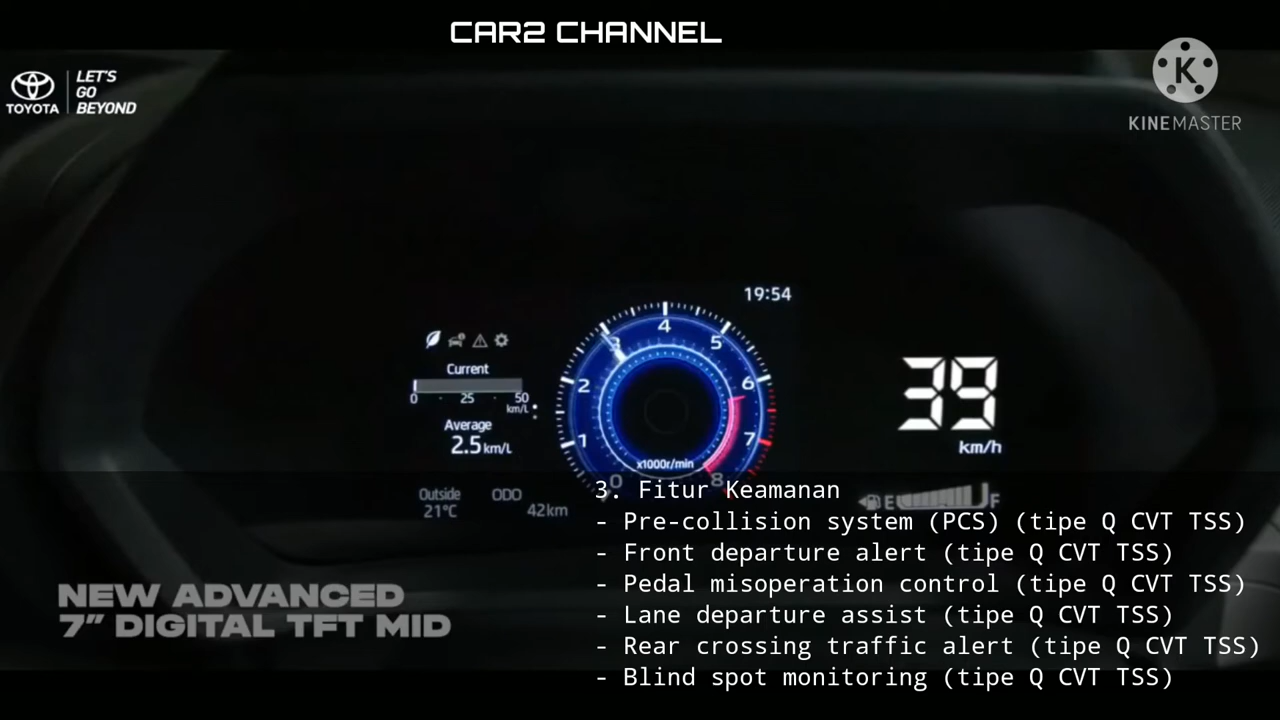 CAR2 CHANNEL
TOYOTA
LET'S
GO
BEYOND
K
KINEMASTER
19:54
Current
0 25 50
km/L
Average
2.5 km/L
Outside
21°C
ODO
42km
0 1 2 3 4 5 6 7 8
x1000r/min
39
km/h
E F
NEW ADVANCED
7” DIGITAL TFT MID
3. Fitur Keamanan
- Pre-collision system (PCS) (tipe Q CVT TSS)
- Front departure alert (tipe Q CVT TSS)
- Pedal misoperation control (tipe Q CVT TSS)
- Lane departure assist (tipe Q CVT TSS)
- Rear crossing traffic alert (tipe Q CVT TSS)
- Blind spot monitoring (tipe Q CVT TSS)